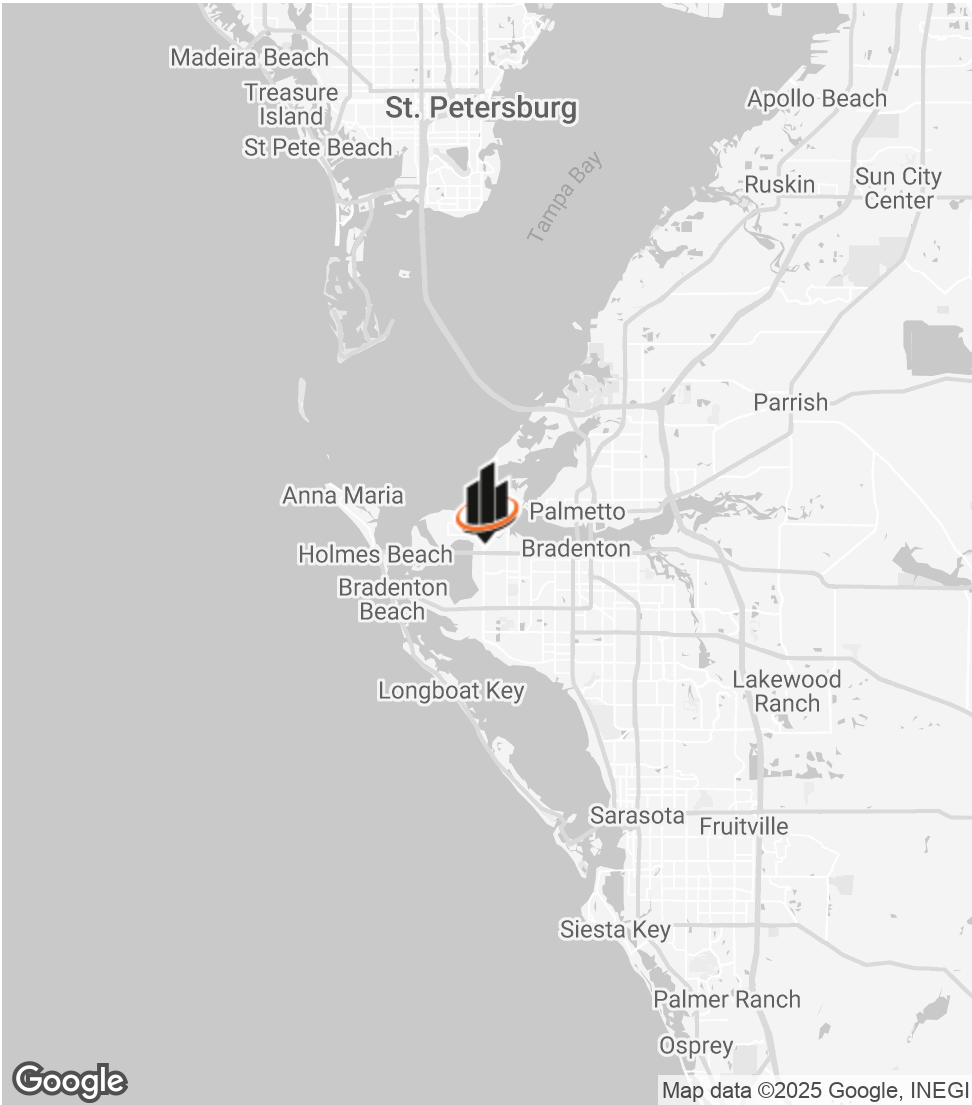 Madeira Beach
Treasure
Island
St. Petersburg
Apollo Beach
St Pete Beach
Tampa Bay
Ruskin
Sun City
Center
Parrish
Anna Maria
Palmetto
Holmes Beach
Bradenton
Bradenton
Beach
Longboat Key
Lakewood
Ranch
Sarasota
Fruitville
Siesta Key
Palmer Ranch
Osprey
Google
Map data ©2025 Google, INEGI